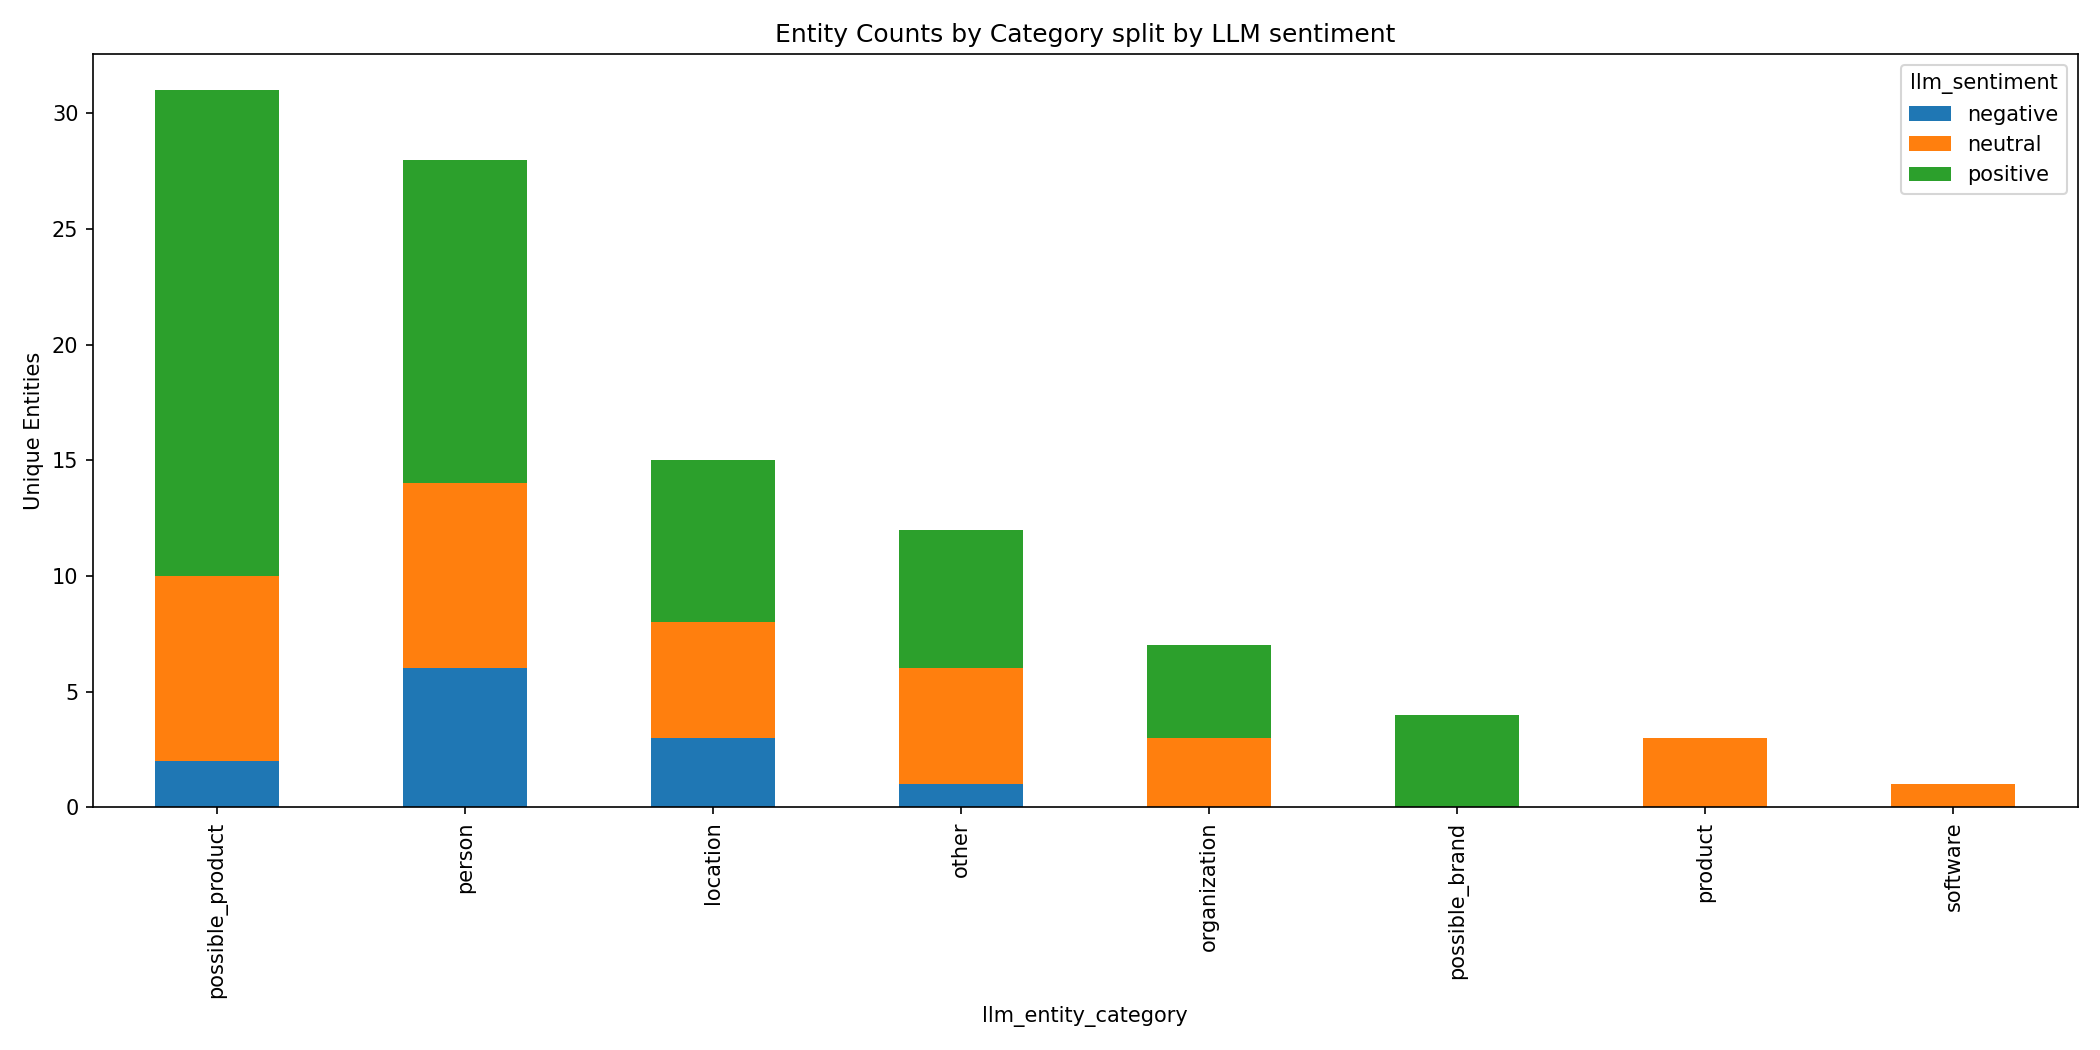 Entity Counts by Category split by LLM sentiment
llm_sentiment
negative
neutral
positive
Unique Entities
30
25
20
15
10
5
0
possible_product
person
location
other
organization
possible_brand
product
software
llm_entity_category